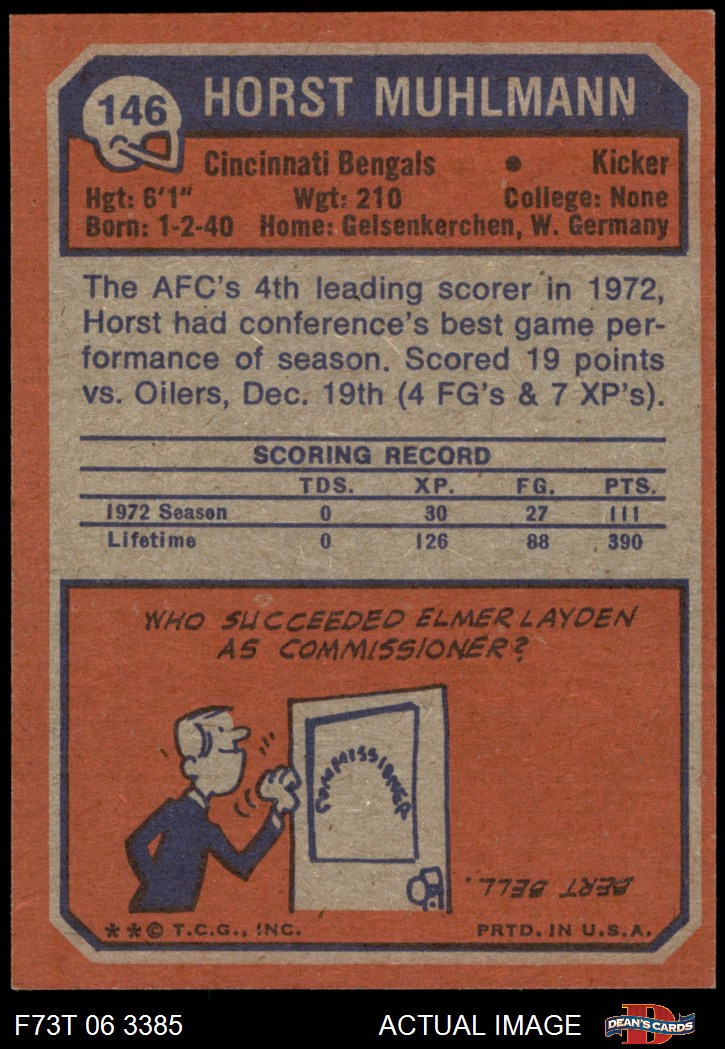 146
HORST MUHLMANN
Cincinnati Bengals • Kicker
Hgt: 6'1" Wgt: 210 College: None
Born: 1-2-40 Home: Gelsenkerchen, W. Germany
The AFC's 4th leading scorer in 1972,
Horst had conference's best game per-
formance of season. Scored 19 points
vs. Oilers, Dec. 19th (4 FG's & 7 XP's).
SCORING RECORD
TDS. XP. FG. PTS.
1972 Season 0 30 27 111
Lifetime 0 126 88 390
WHO SUCCEEDED ELMER LAYDEN
AS COMMISSIONER?
COMMISSIONER
BERT BELL.
**© T.C.G., INC. PRTD. IN U.S.A.
F73T 06 3385 ACTUAL IMAGE
D
DEAN'S CARDS